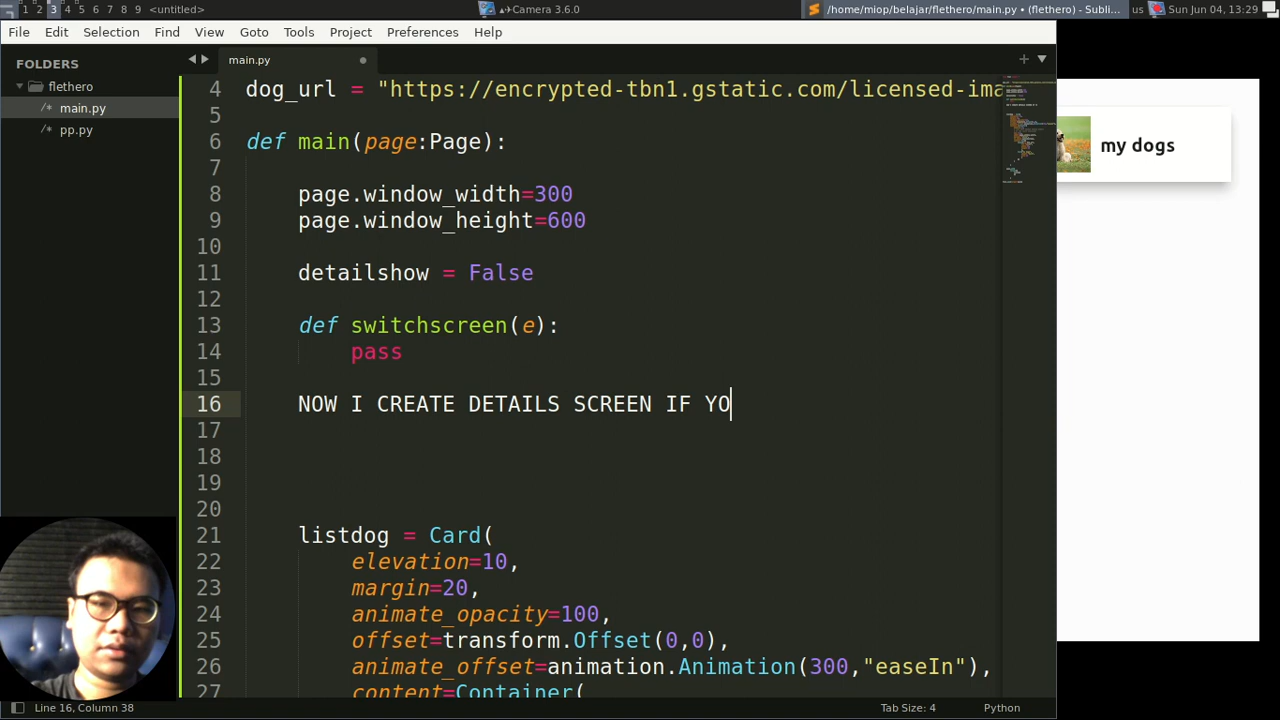 1 2 3 4 5 6 7 8 9 <untitled>
Camera 3.6.0
/home/miop/belajar/flethero/main.py • (flethero) - Subli...
us
Sun Jun 04, 13:29
File Edit Selection Find View Goto Tools Project Preferences Help
FOLDERS
flethero
/* main.py
/* pp.py
main.py
4 dog_url = "https://encrypted-tbn1.gstatic.com/licensed-ima
5
6 def main(page:Page):
7
8 page.window_width=300
9 page.window_height=600
10
11 detailshow = False
12
13 def switchscreen(e):
14 pass
15
16 NOW I CREATE DETAILS SCREEN IF YO
17
18
19
20
21 listdog = Card(
22 elevation=10,
23 margin=20,
24 animate_opacity=100,
25 offset=transform.Offset(0,0),
26 animate_offset=animation.Animation(300,"easeIn"),
27 content=Container(
my dogs
Line 16, Column 38
Tab Size: 4
Python